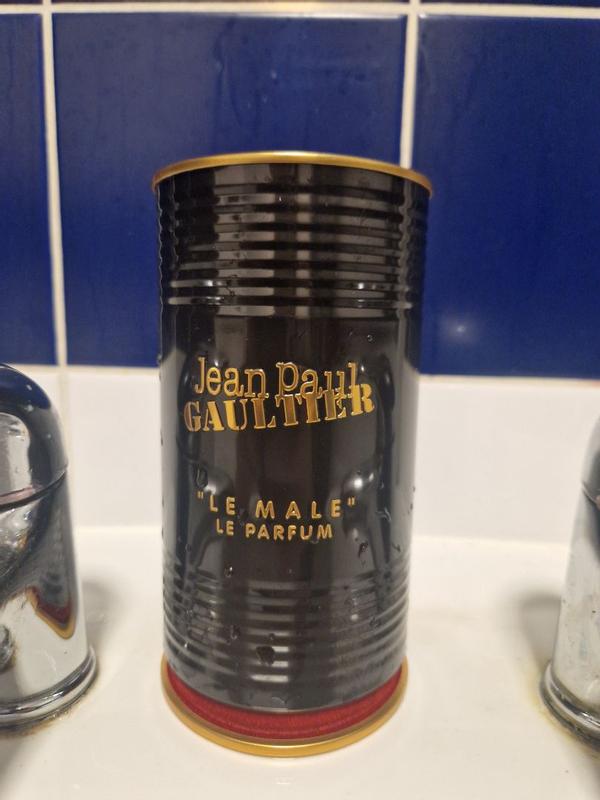 Jean Paul
GAULTIER
"LE MALE"
LE PARFUM